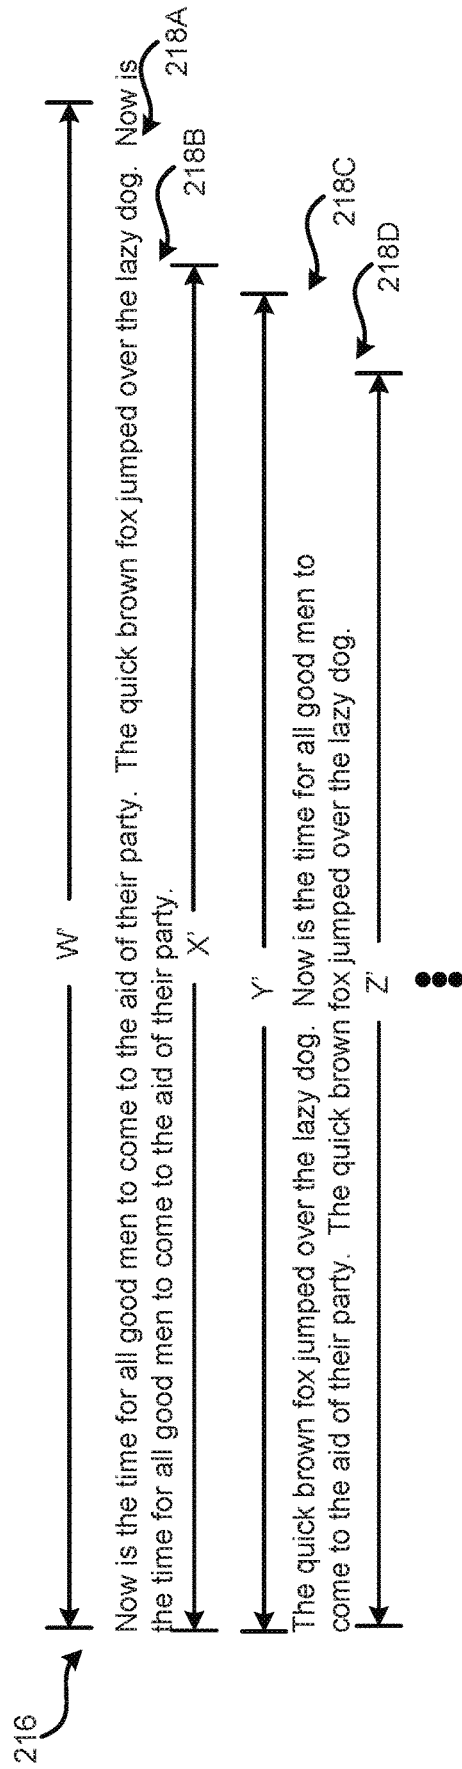 216
W'
Now is the time for all good men to come to the aid of their party. The quick brown fox jumped over the lazy dog. Now is
218A
the time for all good men to come to the aid of their party.
218B
X'
Y'
218C
The quick brown fox jumped over the lazy dog. Now is the time for all good men to
come to the aid of their party. The quick brown fox jumped over the lazy dog.
218D
Z'